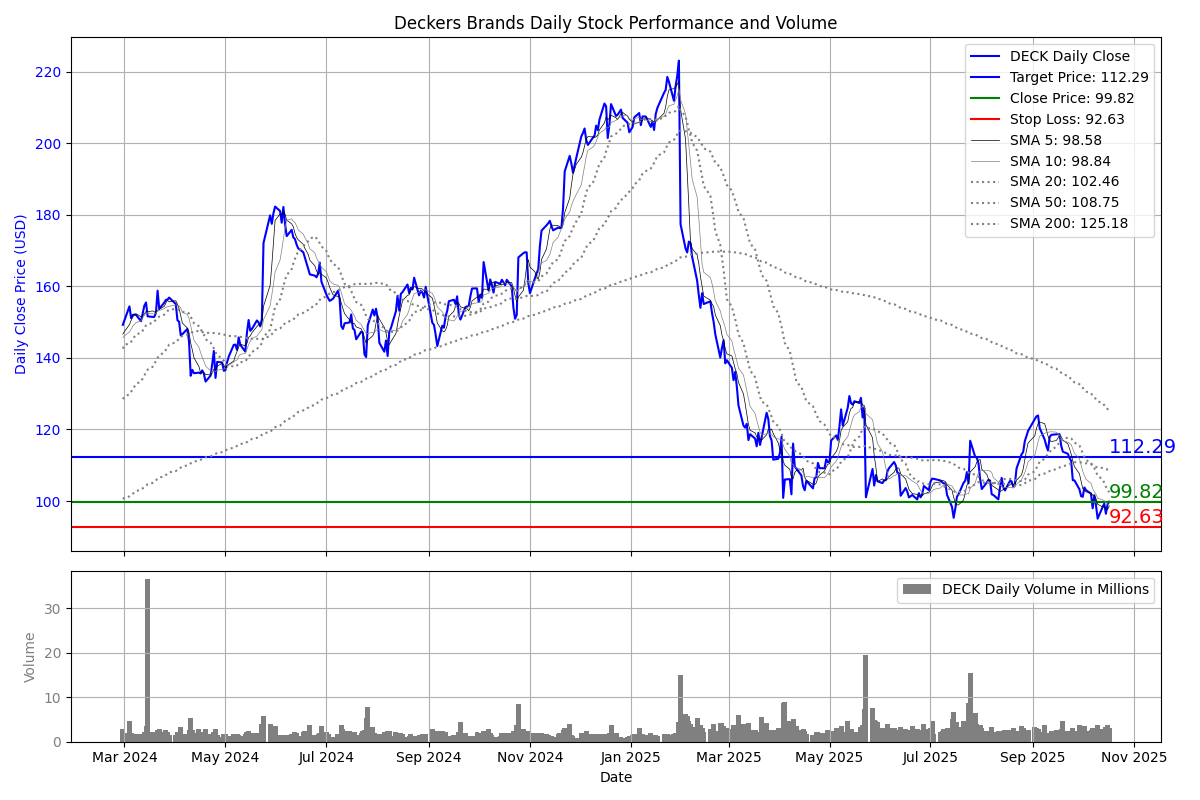 Deckers Brands Daily Stock Performance and Volume
Daily Close Price (USD)
220
200
180
160
140
120
100
DECK Daily Close
Target Price: 112.29
Close Price: 99.82
Stop Loss: 92.63
SMA 5: 98.58
SMA 10: 98.84
SMA 20: 102.46
SMA 50: 108.75
SMA 200: 125.18
112.29
99.82
92.63
Volume
30
20
10
0
DECK Daily Volume in Millions
Mar 2024 May 2024 Jul 2024 Sep 2024 Nov 2024 Jan 2025 Mar 2025 May 2025 Jul 2025 Sep 2025 Nov 2025
Date